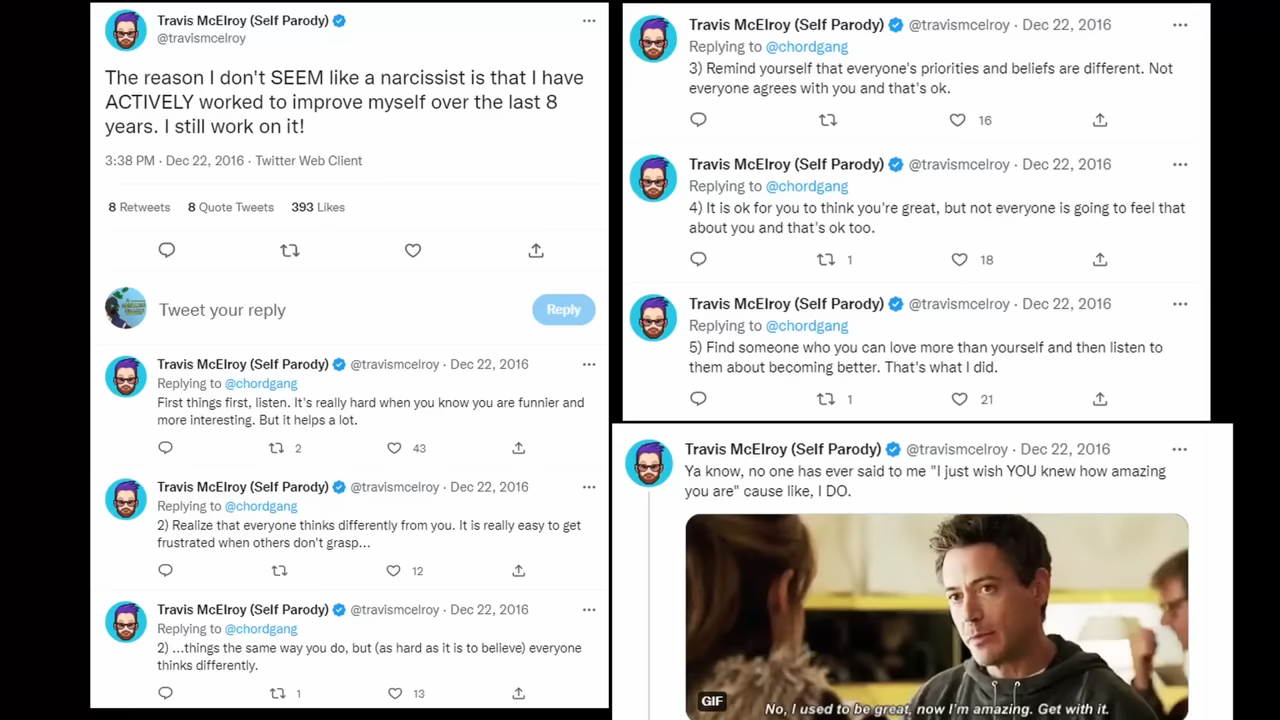 Travis McElroy (Self Parody)
@travismcelroy
The reason I don't SEEM like a narcissist is that I have
ACTIVELY worked to improve myself over the last 8
years. I still work on it!
3:38 PM · Dec 22, 2016 · Twitter Web Client
8 Retweets 8 Quote Tweets 393 Likes
Tweet your reply
Reply
Travis McElroy (Self Parody) @travismcelroy · Dec 22, 2016
Replying to @chordgang
First things first, listen. It's really hard when you know you are funnier and
more interesting. But it helps a lot.
2 43
Travis McElroy (Self Parody) @travismcelroy · Dec 22, 2016
Replying to @chordgang
2) Realize that everyone thinks differently from you. It is really easy to get
frustrated when others don't grasp...
12
Travis McElroy (Self Parody) @travismcelroy · Dec 22, 2016
Replying to @chordgang
2) ...things the same way you do, but (as hard as it is to believe) everyone
thinks differently.
1 13
Travis McElroy (Self Parody) @travismcelroy · Dec 22, 2016
Replying to @chordgang
3) Remind yourself that everyone's priorities and beliefs are different. Not
everyone agrees with you and that's ok.
16
Travis McElroy (Self Parody) @travismcelroy · Dec 22, 2016
Replying to @chordgang
4) It is ok for you to think you're great, but not everyone is going to feel that
about you and that's ok too.
1 18
Travis McElroy (Self Parody) @travismcelroy · Dec 22, 2016
Replying to @chordgang
5) Find someone who you can love more than yourself and then listen to
them about becoming better. That's what I did.
1 21
Travis McElroy (Self Parody) @travismcelroy · Dec 22, 2016
Ya know, no one has ever said to me "I just wish YOU knew how amazing
you are" cause like, I DO.
GIF
No, I used to be great, now I'm amazing. Get with it.